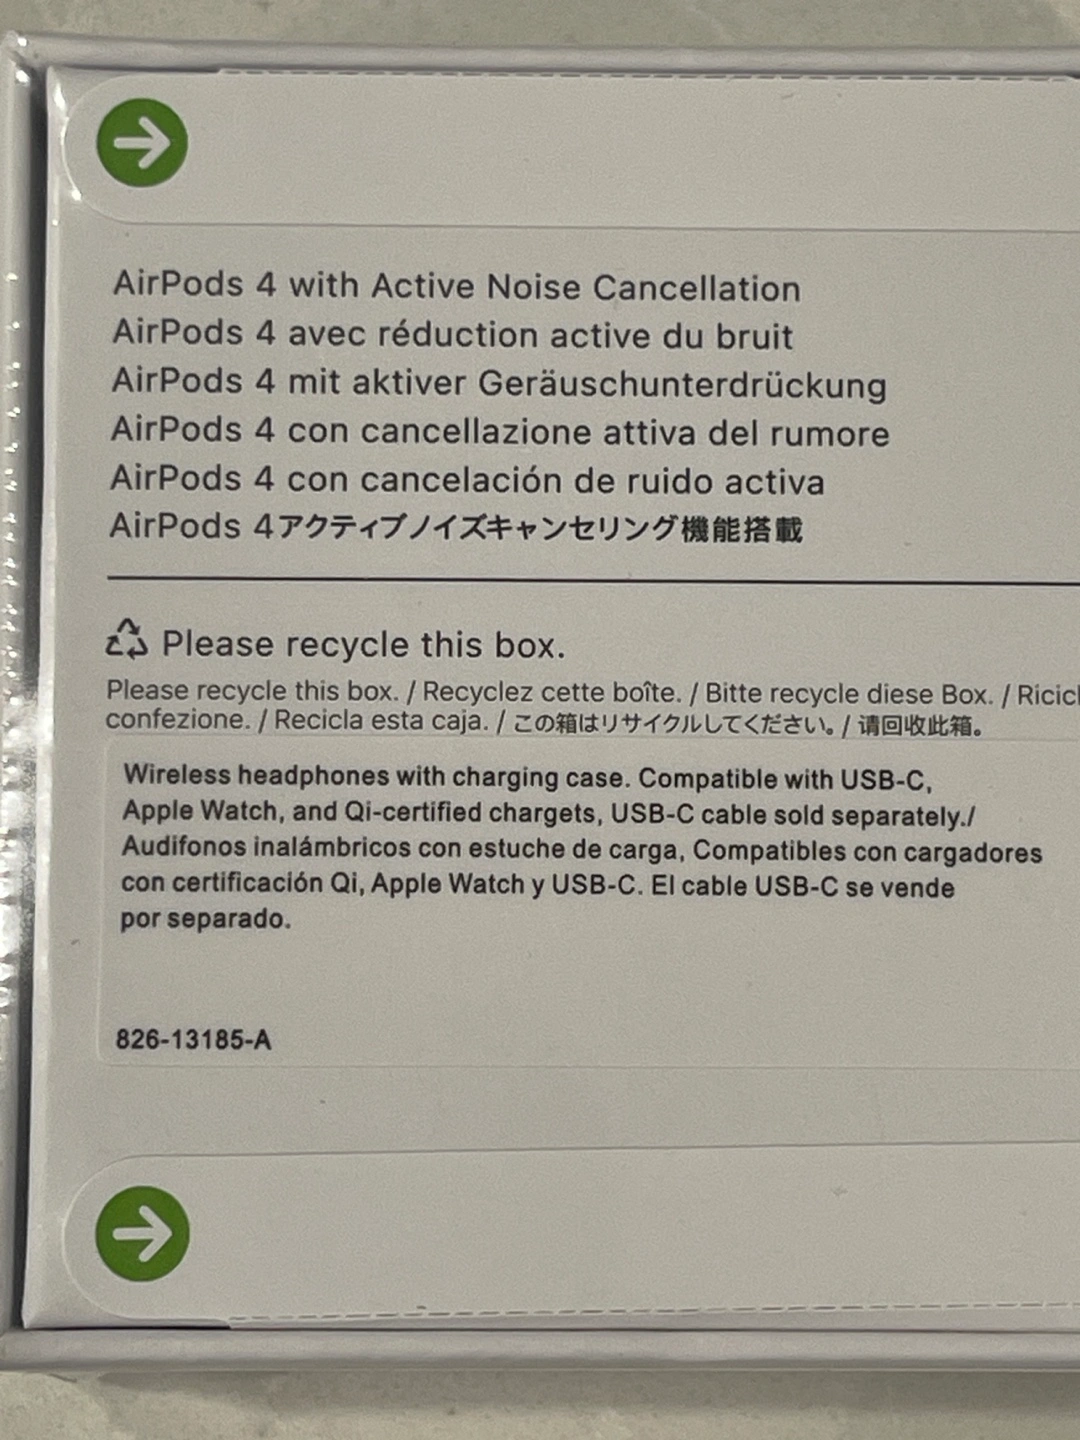 AirPods 4 with Active Noise Cancellation
AirPods 4 avec réduction active du bruit
AirPods 4 mit aktiver Geräuschunterdrückung
AirPods 4 con cancellazione attiva del rumore
AirPods 4 con cancelación de ruido activa
AirPods 4アクティブノイズキャンセリング機能搭載
Please recycle this box.
Please recycle this box. / Recyclez cette boîte. / Bitte recycle diese Box. / Ricicl
confezione. / Recicla esta caja. / この箱はリサイクルしてください。/ 请回收此箱。
Wireless headphones with charging case. Compatible with USB-C,
Apple Watch, and Qi-certified chargets, USB-C cable sold separately./
Audifonos inalámbricos con estuche de carga, Compatibles con cargadores
con certificación Qi, Apple Watch y USB-C. El cable USB-C se vende
por separado.
826-13185-A